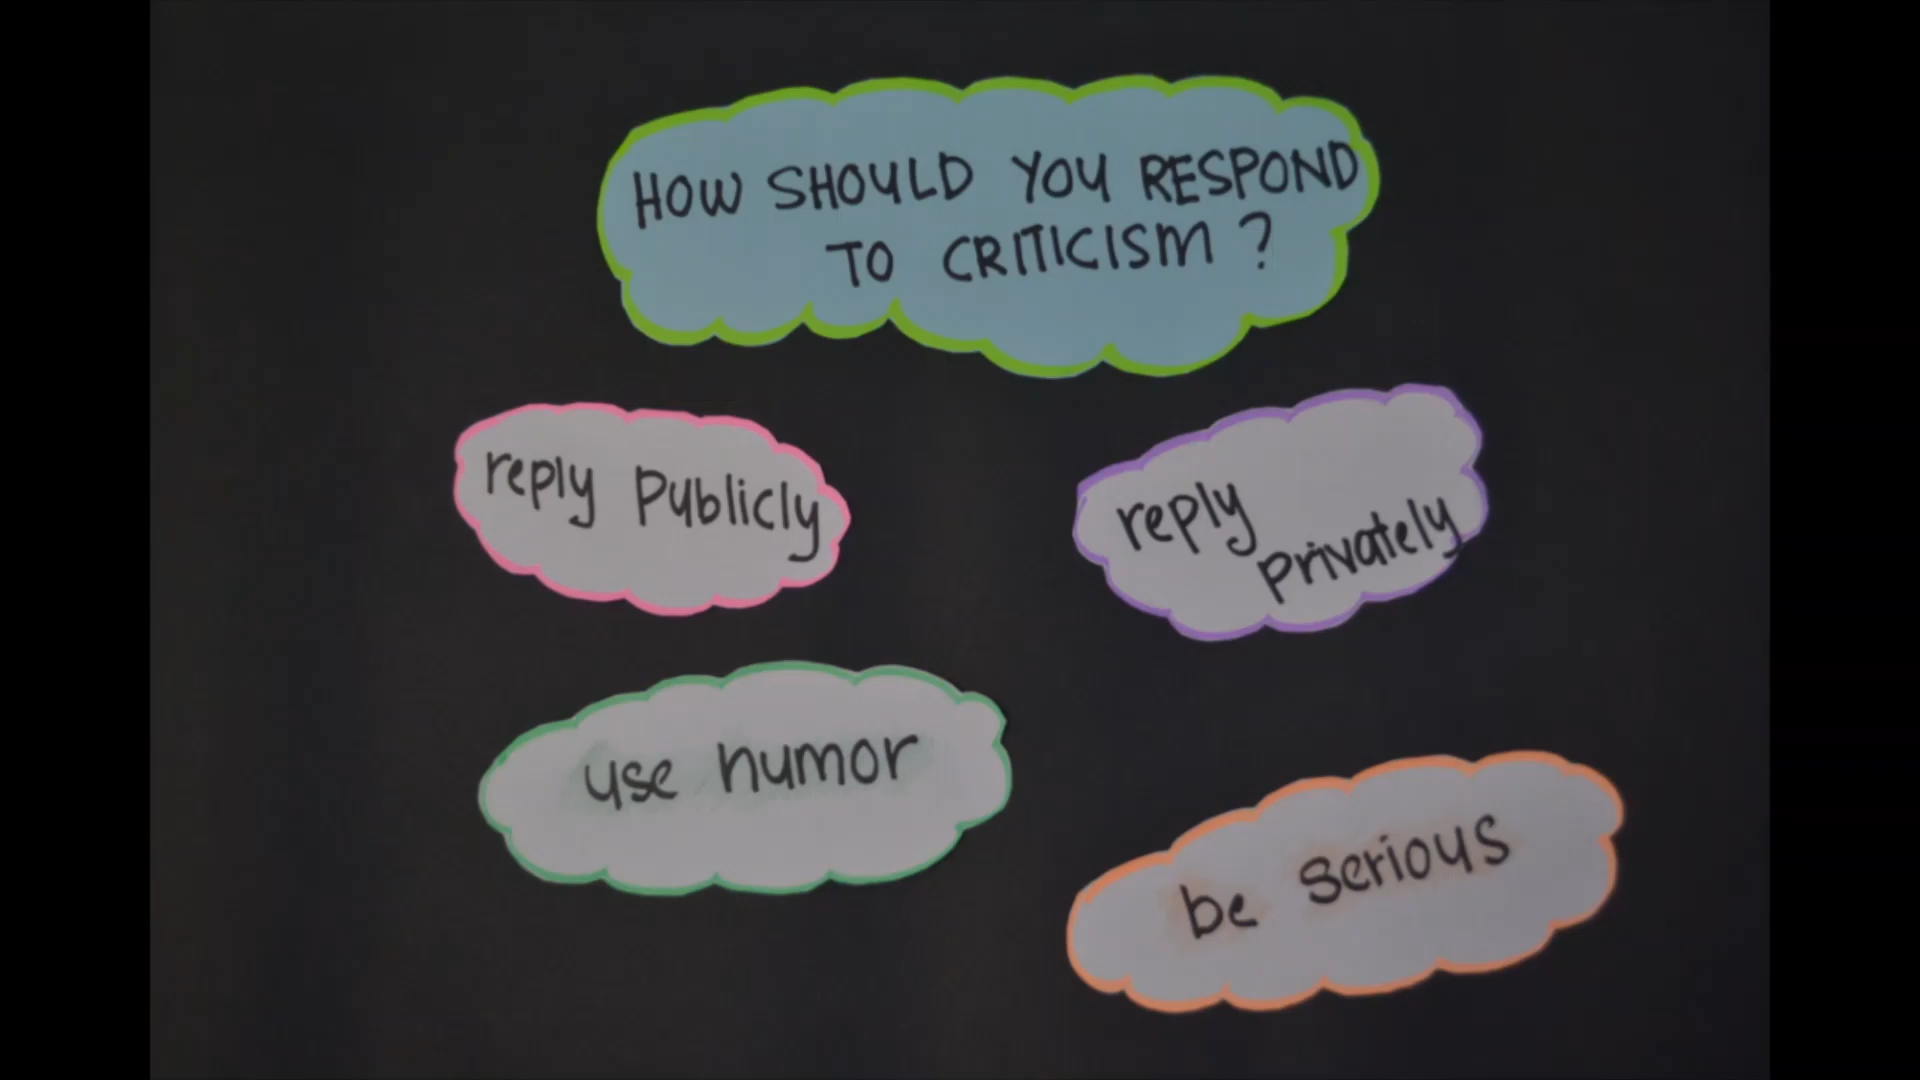 HOW SHOULD YOU RESPOND
TO CRITICISM?
reply Publicly
reply
privately
use humor
be serious